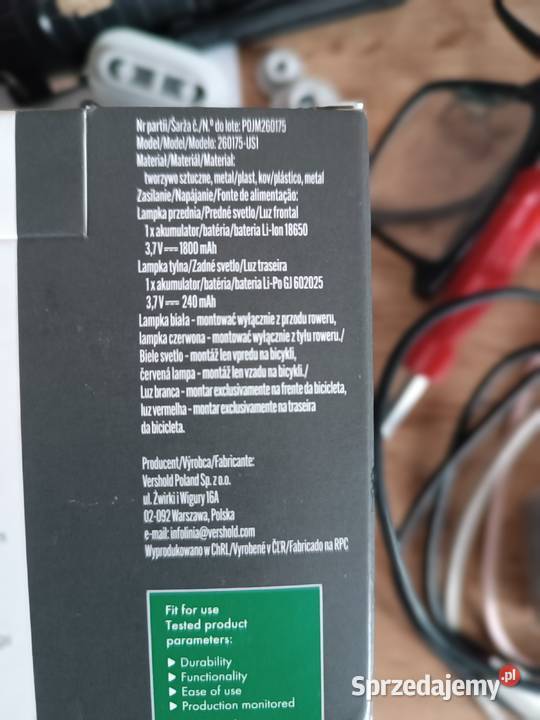 Nr partii/Šarža č./N.º do lote: POJM260175
Model/Model/Modelo: 260175-US1
Materiał/Materiál/Material:
tworzywo sztuczne, metal/plast, kov/plástico, metal
Zasilanie/Napájanie/Fonte de alimentação:
Lampka przednia/Predné svetlo/Luz frontal
1 x akumulator/batéria/bateria Li-Ion 18650
3,7V⎓1800 mAh
Lampka tylna/Zadné svetlo/Luz traseira
1 x akumulator/batéria/bateria Li-Po GJ 602025
3,7V⎓ 240 mAh
Lampka biała - montować wyłącznie z przodu roweru,
lampka czerwona - montować wyłącznie z tyłu roweru./
Biele svetlo - montáž len vpredu na bicykli,
červená lampa - montáž len vzadu na bicykli./
Luz branca - montar exclusivamente na frente da bicicleta,
luz vermelha - montar exclusivamente na traseira
da bicicleta.
Producent/Výrobca/Fabricante:
Vershold Poland Sp. z o.o.
ul. Żwirki i Wigury 16A
02-092 Warszawa, Polska
e-mail: infolinia@vershold.com
Wyprodukowano w ChRL/Vyrobené v ČĽR/Fabricado na RPC
Fit for use
Tested product
parameters:
Durability
Functionality
Ease of use
Production monitored
Sprzedajemy.pl